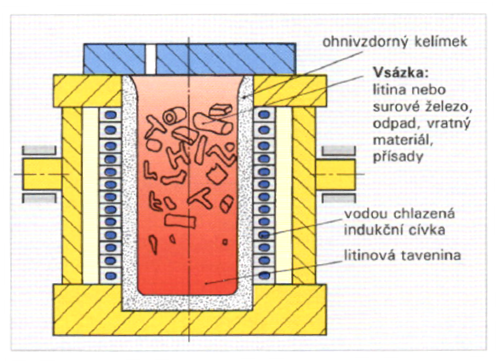 ohnivzdorný kelímek
Vsázka:
litina nebo
surové železo,
odpad, vratný
materiál,
přísady
vodou chlazená
indukční cívka
litinová tavenina